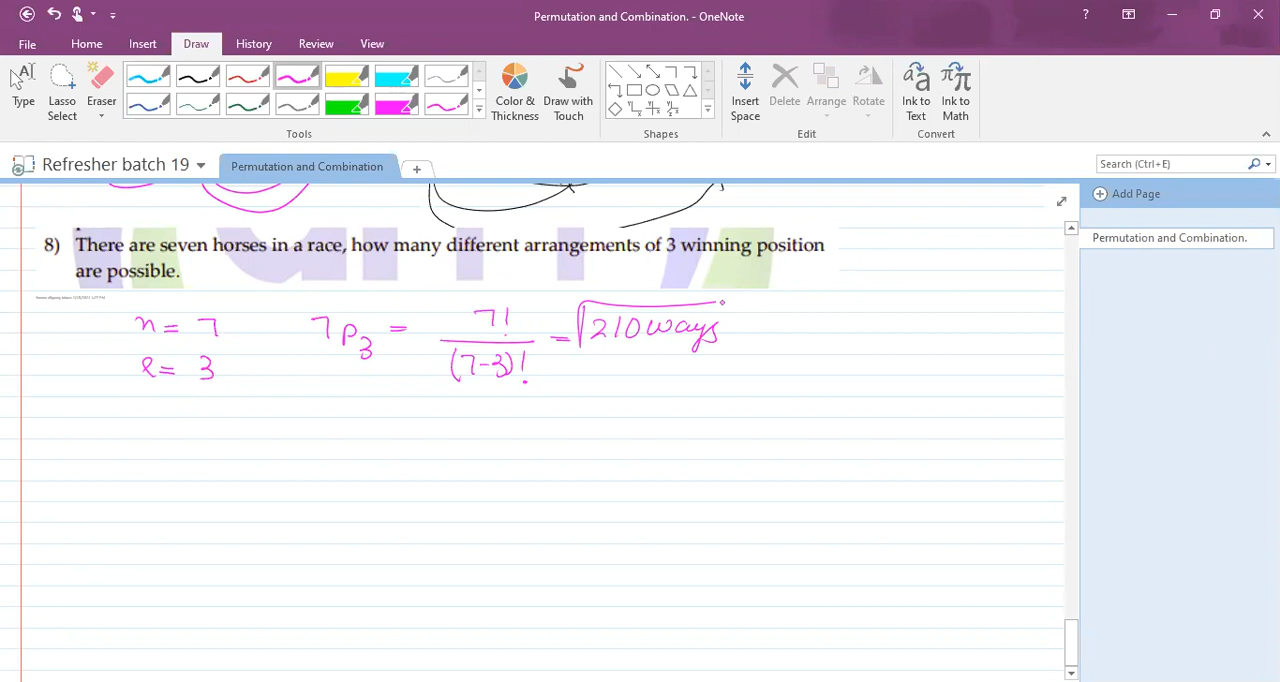 Permutation and Combination. - OneNote
?
File Home Insert Draw History Review View
Type
Lasso Select
Eraser
Color & Thickness
Draw with Touch
Insert Space
Delete
Arrange
Rotate
Ink to Text
Ink to Math
Tools
Shapes
Edit
Convert
Refresher batch 19
Permutation and Combination
Search (Ctrl+E)
Add Page
Permutation and Combination.
8) There are seven horses in a race, how many different arrangements of 3 winning position
are possible.
n = 7
r = 3
7P3 = 7! / (7-3)! = 210 ways